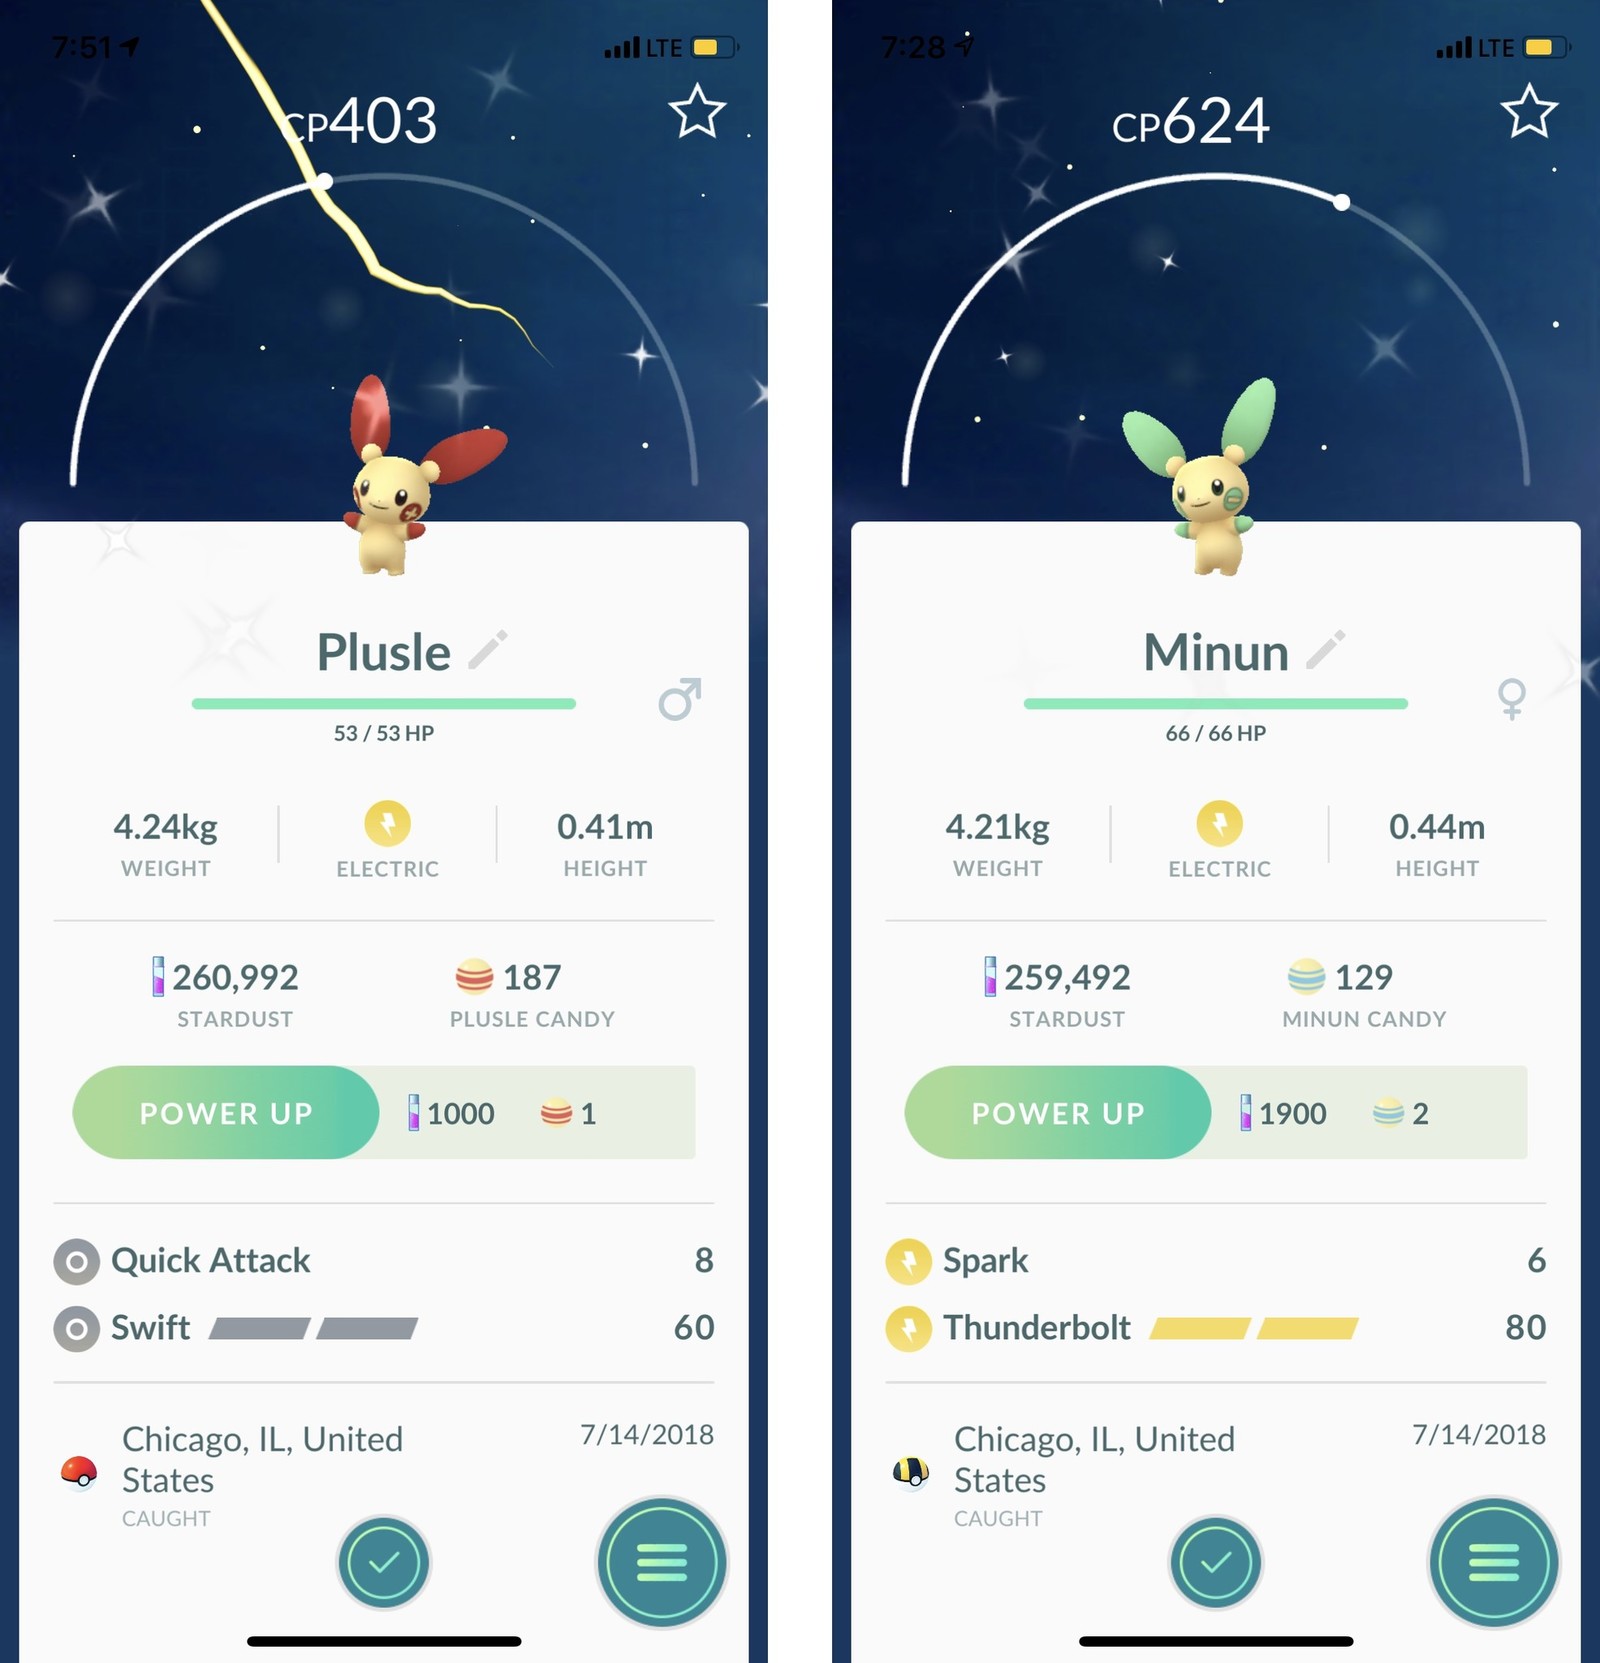 7:51
LTE
CP403
Plusle
53 / 53 HP
4.24kg
WEIGHT
ELECTRIC
0.41m
HEIGHT
260,992
STARDUST
187
PLUSLE CANDY
POWER UP
1000
1
Quick Attack
8
Swift
60
Chicago, IL, United
States
CAUGHT
7/14/2018
7:28
LTE
CP624
Minun
66 / 66 HP
4.21kg
WEIGHT
ELECTRIC
0.44m
HEIGHT
259,492
STARDUST
129
MINUN CANDY
POWER UP
1900
2
Spark
6
Thunderbolt
80
Chicago, IL, United
States
CAUGHT
7/14/2018